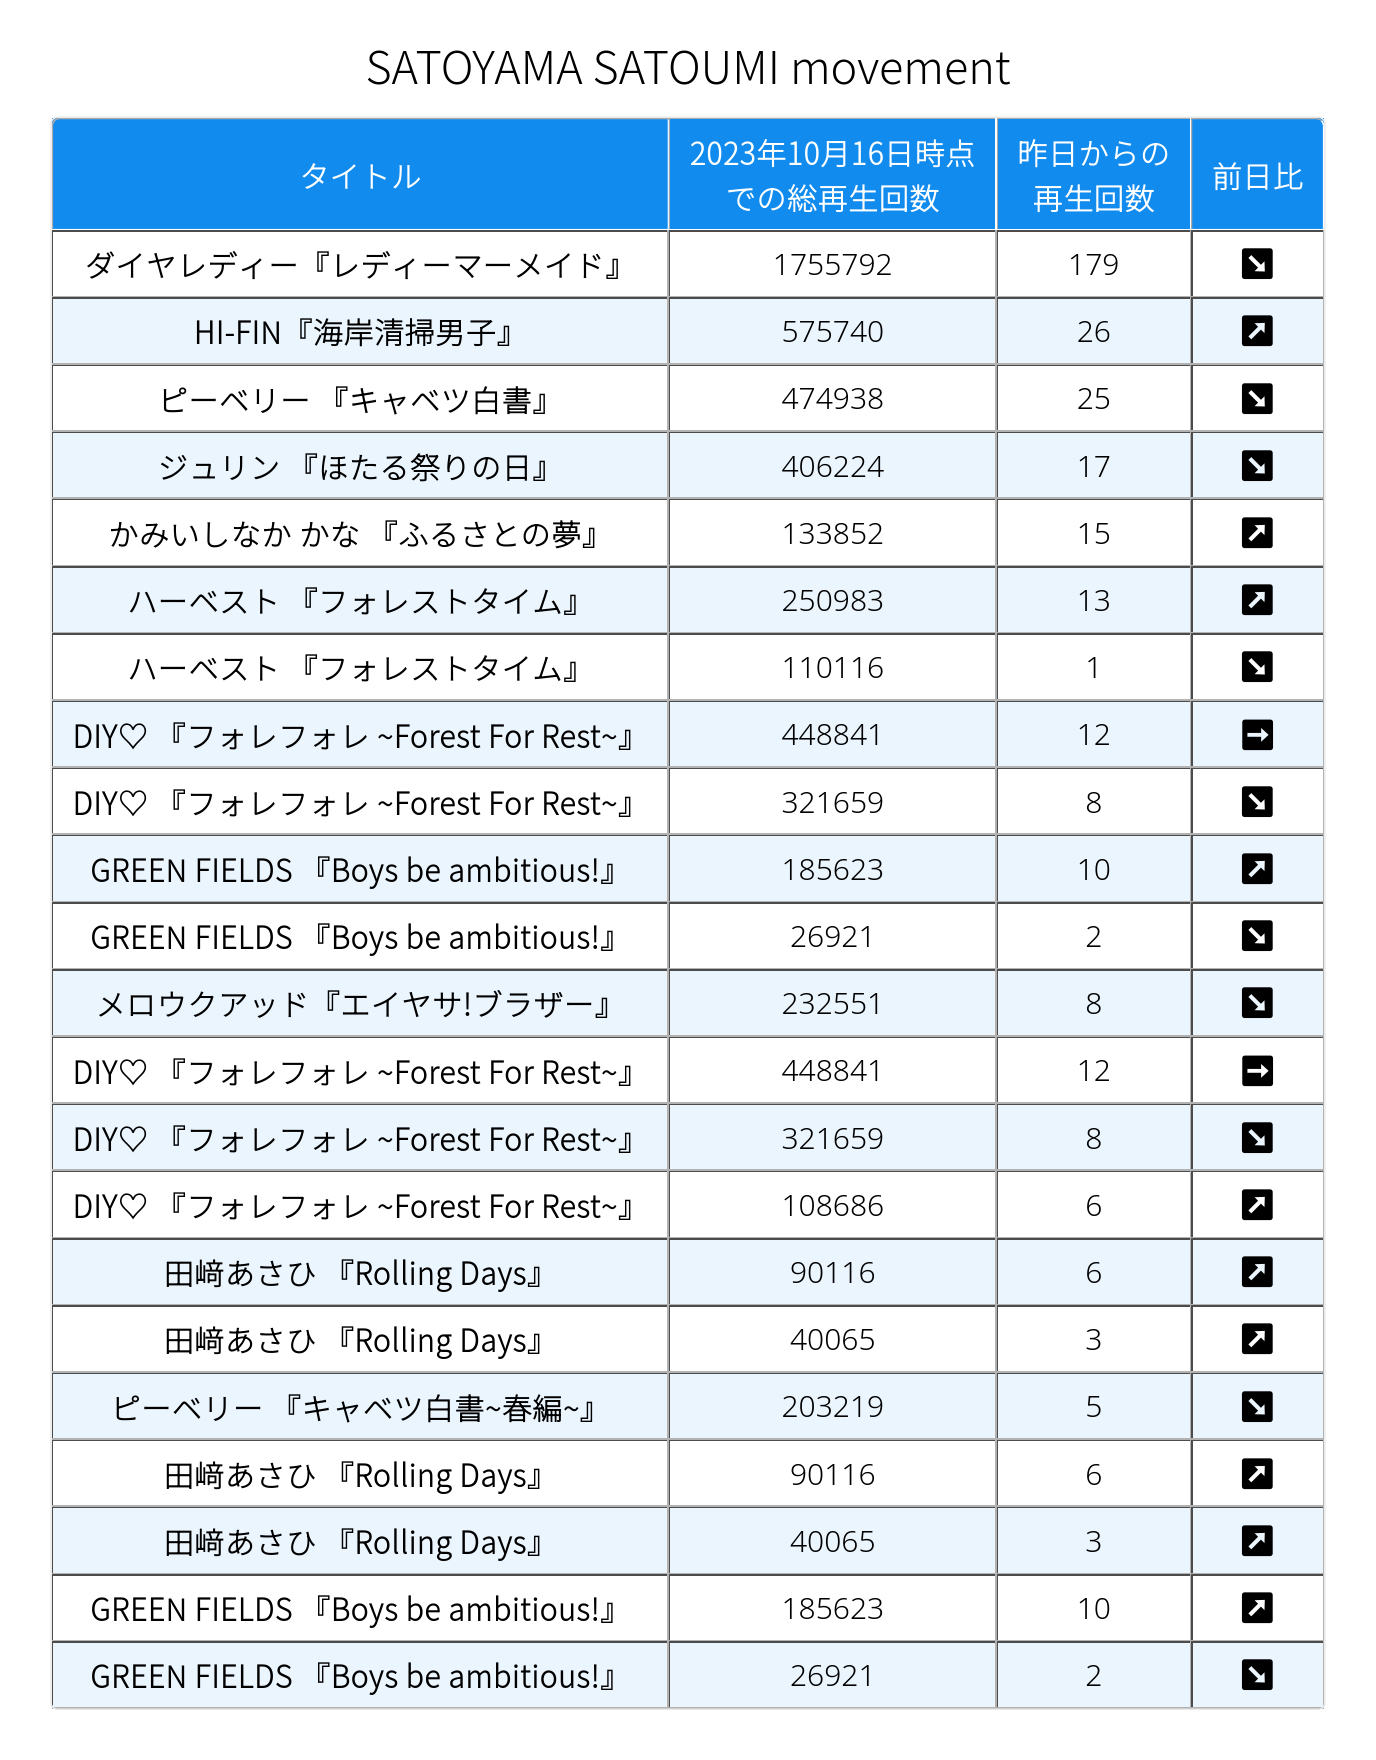 SATOYAMA SATOUMI movement
タイトル 2023年10月16日時点での総再生回数 昨日からの再生回数 前日比
ダイヤレディー『レディーマーメイド』 1755792 179 ↘
HI-FIN『海岸清掃男子』 575740 26 ↗
ピーベリー 『キャベツ白書』 474938 25 ↘
ジュリン 『ほたる祭りの日』 406224 17 ↘
かみいしなか かな 『ふるさとの夢』 133852 15 ↗
ハーベスト 『フォレストタイム』 250983 13 ↗
ハーベスト 『フォレストタイム』 110116 1 ↘
DIY♡ 『フォレフォレ ~Forest For Rest~』 448841 12 →
DIY♡ 『フォレフォレ ~Forest For Rest~』 321659 8 ↘
GREEN FIELDS 『Boys be ambitious!』 185623 10 ↗
GREEN FIELDS 『Boys be ambitious!』 26921 2 ↘
メロウクアッド『エイヤサ!ブラザー』 232551 8 ↘
DIY♡ 『フォレフォレ ~Forest For Rest~』 448841 12 →
DIY♡ 『フォレフォレ ~Forest For Rest~』 321659 8 ↘
DIY♡ 『フォレフォレ ~Forest For Rest~』 108686 6 ↗
田﨑あさひ 『Rolling Days』 90116 6 ↗
田﨑あさひ 『Rolling Days』 40065 3 ↗
ピーベリー 『キャベツ白書~春編~』 203219 5 ↘
田﨑あさひ 『Rolling Days』 90116 6 ↗
田﨑あさひ 『Rolling Days』 40065 3 ↗
GREEN FIELDS 『Boys be ambitious!』 185623 10 ↗
GREEN FIELDS 『Boys be ambitious!』 26921 2 ↘